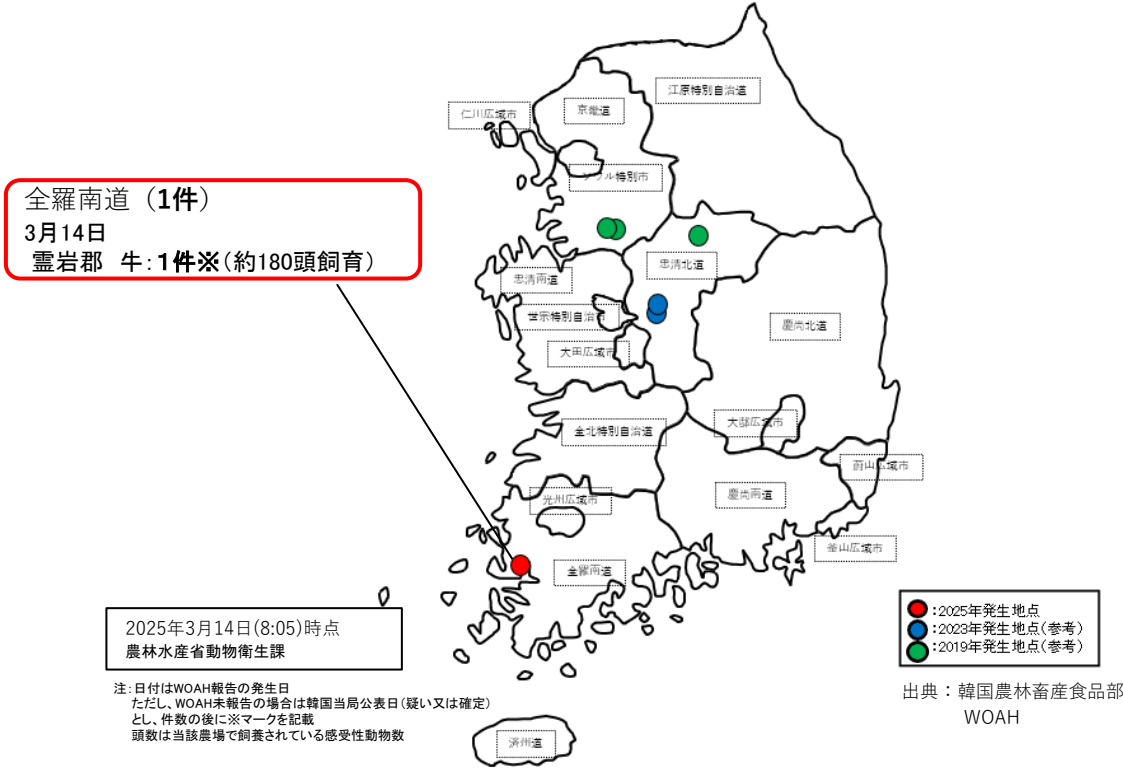 江原特別自治道
京畿道
仁川広域市
ソウル特別市
全羅南道（1件）
3月14日
霊岩郡　牛：1件※（約180頭飼育）
忠清北道
忠清南道
世宗特別自治市
慶尚北道
大田広域市
大邱広域市
全北特別自治道
蔚山広域市
慶尚南道
光州広域市
釜山広域市
全羅南道
2025年3月14日(8:05)時点
農林水産省動物衛生課
：2025年発生地点
：2023年発生地点（参考）
：2019年発生地点（参考）
注：日付はWOAH報告の発生日
ただし、WOAH未報告の場合は韓国当局公表日（疑い又は確定）
とし、件数の後に※マークを記載
頭数は当該農場で飼養されている感受性動物数
出典：韓国農林畜産食品部
WOAH
済州道